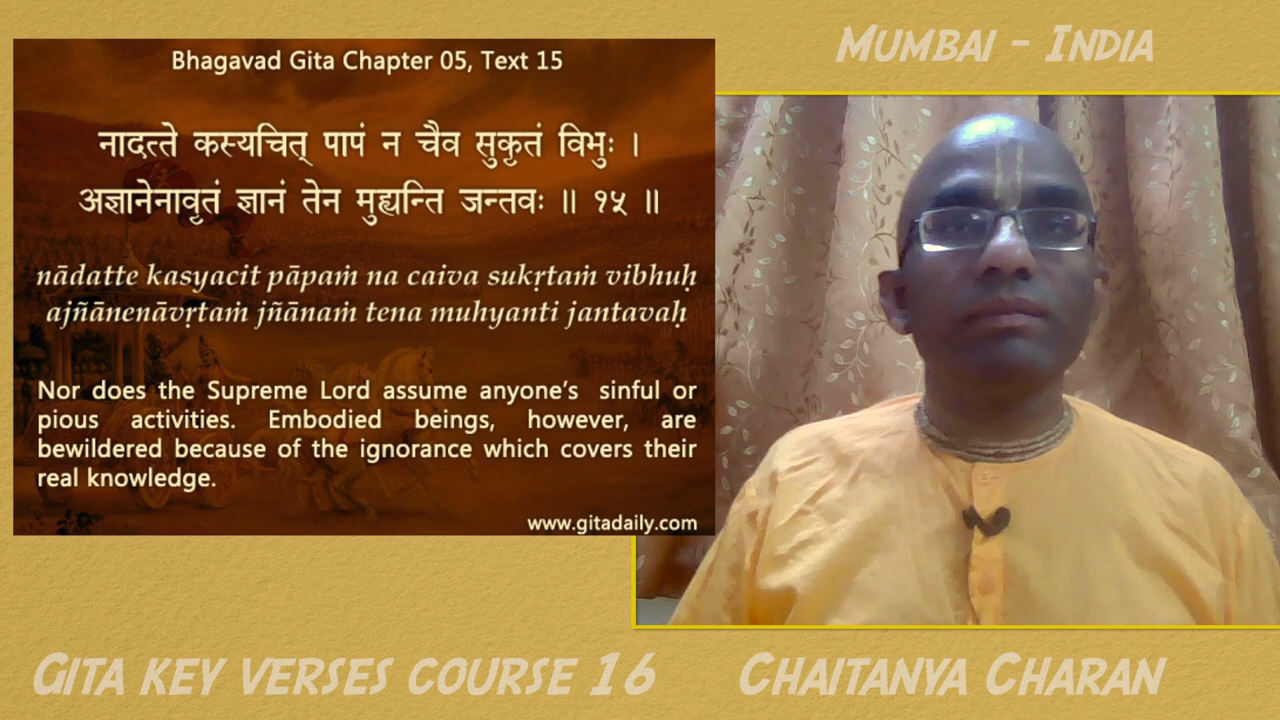 Mumbai - India
Bhagavad Gita Chapter 05, Text 15
नादत्ते कस्यचित् पापं न चैव सुकृतं विभुः ।
अज्ञानेनावृतं ज्ञानं तेन मुह्यन्ति जन्तवः ॥ १५ ॥
nādatte kasyacit pāpaṁ na caiva sukṛtaṁ vibhuḥ
ajñānenāvṛtaṁ jñānaṁ tena muhyanti jantavaḥ
Nor does the Supreme Lord assume anyone’s sinful or
pious activities. Embodied beings, however, are
bewildered because of the ignorance which covers their
real knowledge.
www.gitadaily.com
Gita key verses course 16
Chaitanya Charan